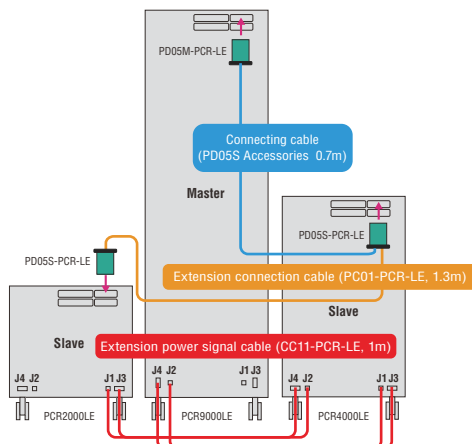 PD05M-PCR-LE
Connecting cable
(PD05S Accessories 0.7m)
Master
PD05S-PCR-LE
PD05S-PCR-LE
Extension connection cable (PC01-PCR-LE, 1.3m)
Slave
Slave
Extension power signal cable (CC11-PCR-LE, 1m)
J4 J2 J1 J3
J4 J2 J1 J3
J4 J2 J1 J3
PCR2000LE
PCR9000LE
PCR4000LE